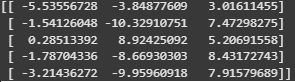 [[ -5.53556728 -3.84877609 3.01611455]
[ -1.54126048 -10.32910751 7.47298275]
[ 0.28513392 8.92425092 5.20691558]
[ -1.78704336 -8.66930303 8.43172743]
[ -3.21436272 -9.95960918 7.91579689]]